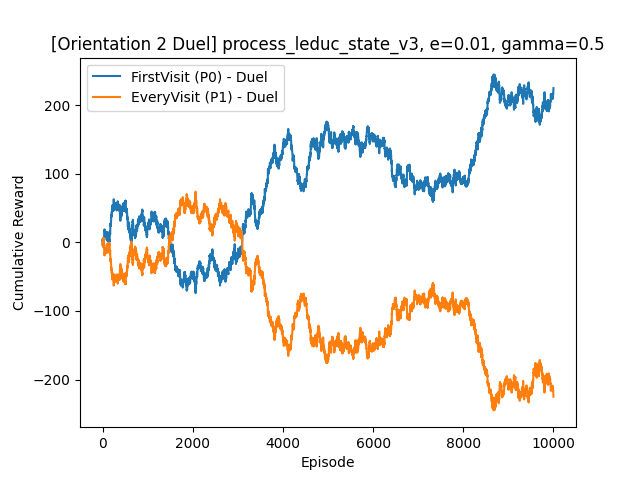 [Orientation 2 Duel] process_leduc_state_v3, e=0.01, gamma=0.5
FirstVisit (P0) - Duel
EveryVisit (P1) - Duel
Cumulative Reward
200
100
0
−100
−200
0
2000
4000
6000
8000
10000
Episode